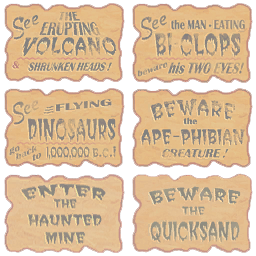 See THE
ERUPTING
VOLCANO
& SHRUNKEN HEADS!
See the MAN-EATING
BI CLOPS
beware his TWO EYES!
See FLYING
DINOSAURS
go back to 1,000,000 B.C.!
BEWARE
the
APE-PHIBIAN
CREATURE!
ENTER
THE
HAUNTED
MINE
BEWARE
THE
QUICKSAND